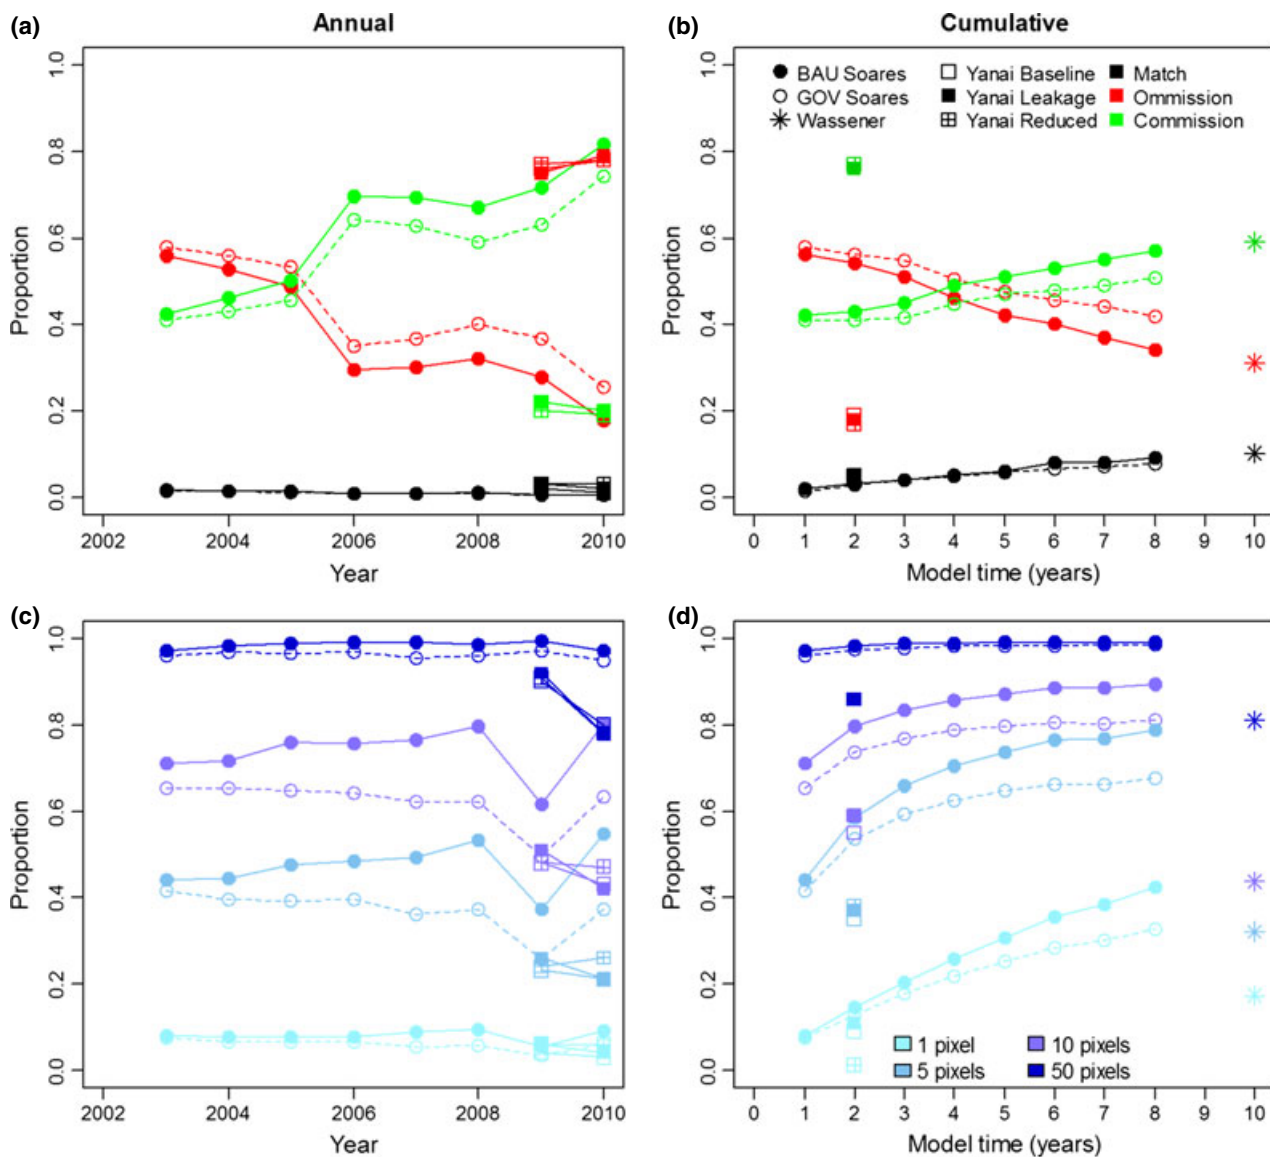 (a) Annual
Proportion
0.0 0.2 0.4 0.6 0.8 1.0
2002 2004 2006 2008 2010
Year
(b) Cumulative
BAU Soares Yanai Baseline Match
GOV Soares Yanai Leakage Ommission
Wassener Yanai Reduced Commission
Proportion
0.0 0.2 0.4 0.6 0.8 1.0
0 1 2 3 4 5 6 7 8 9 10
Model time (years)
(c)
Proportion
0.0 0.2 0.4 0.6 0.8 1.0
2002 2004 2006 2008 2010
Year
(d)
Proportion
0.0 0.2 0.4 0.6 0.8 1.0
1 pixel 10 pixels
5 pixels 50 pixels
0 1 2 3 4 5 6 7 8 9 10
Model time (years)